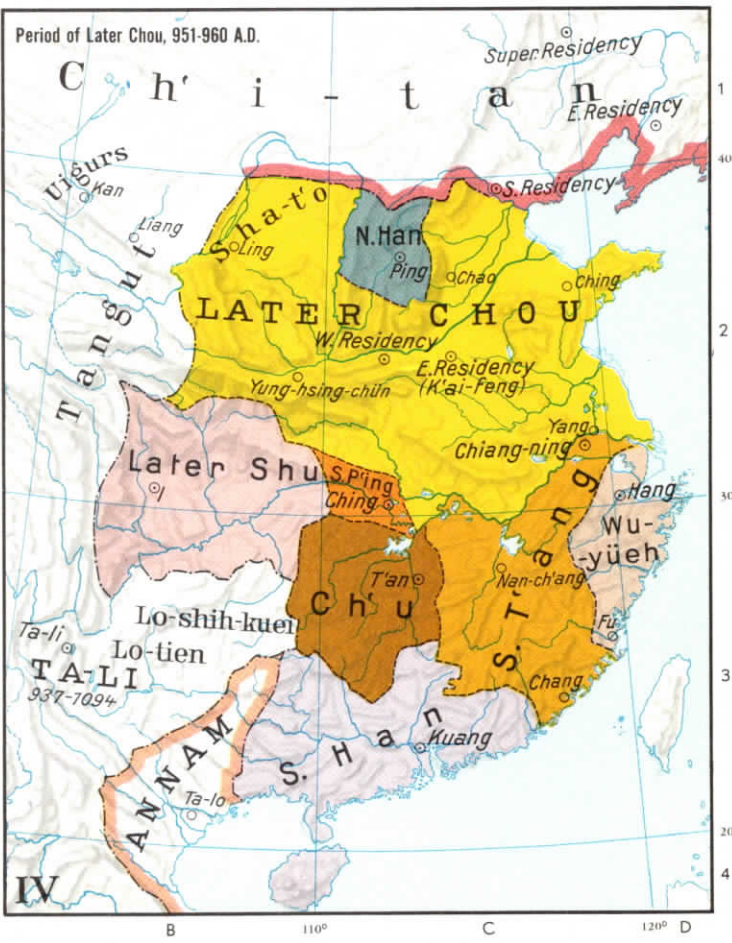 Period of Later Chou, 951-960 A.D.
Super. Residency
Ch'i-tan
1
E. Residency
Uigurs
40
Kan
S. Residency
Sha-t'o
Liang
Ling
N. Han
Ping
Chao
Ching
Tangut
LATER CHOU
2
W. Residency
E. Residency
(K'ai-feng)
Yung-hsing-chün
Yang
Chiang-ning
Later Shu
S. P'ing
I
Ching
Hang
30
Wu-
-yüeh
S. T'ang
T'an
Nan-ch'ang
Ch'u
Lo-shih-kuei
Fu
Ta-li
Lo-tien
TA-LI
937-1094
3
Chang
S. Han
Kuang
ANNAM
Ta-lo
20
IV
4
B
110°
C
120°
D